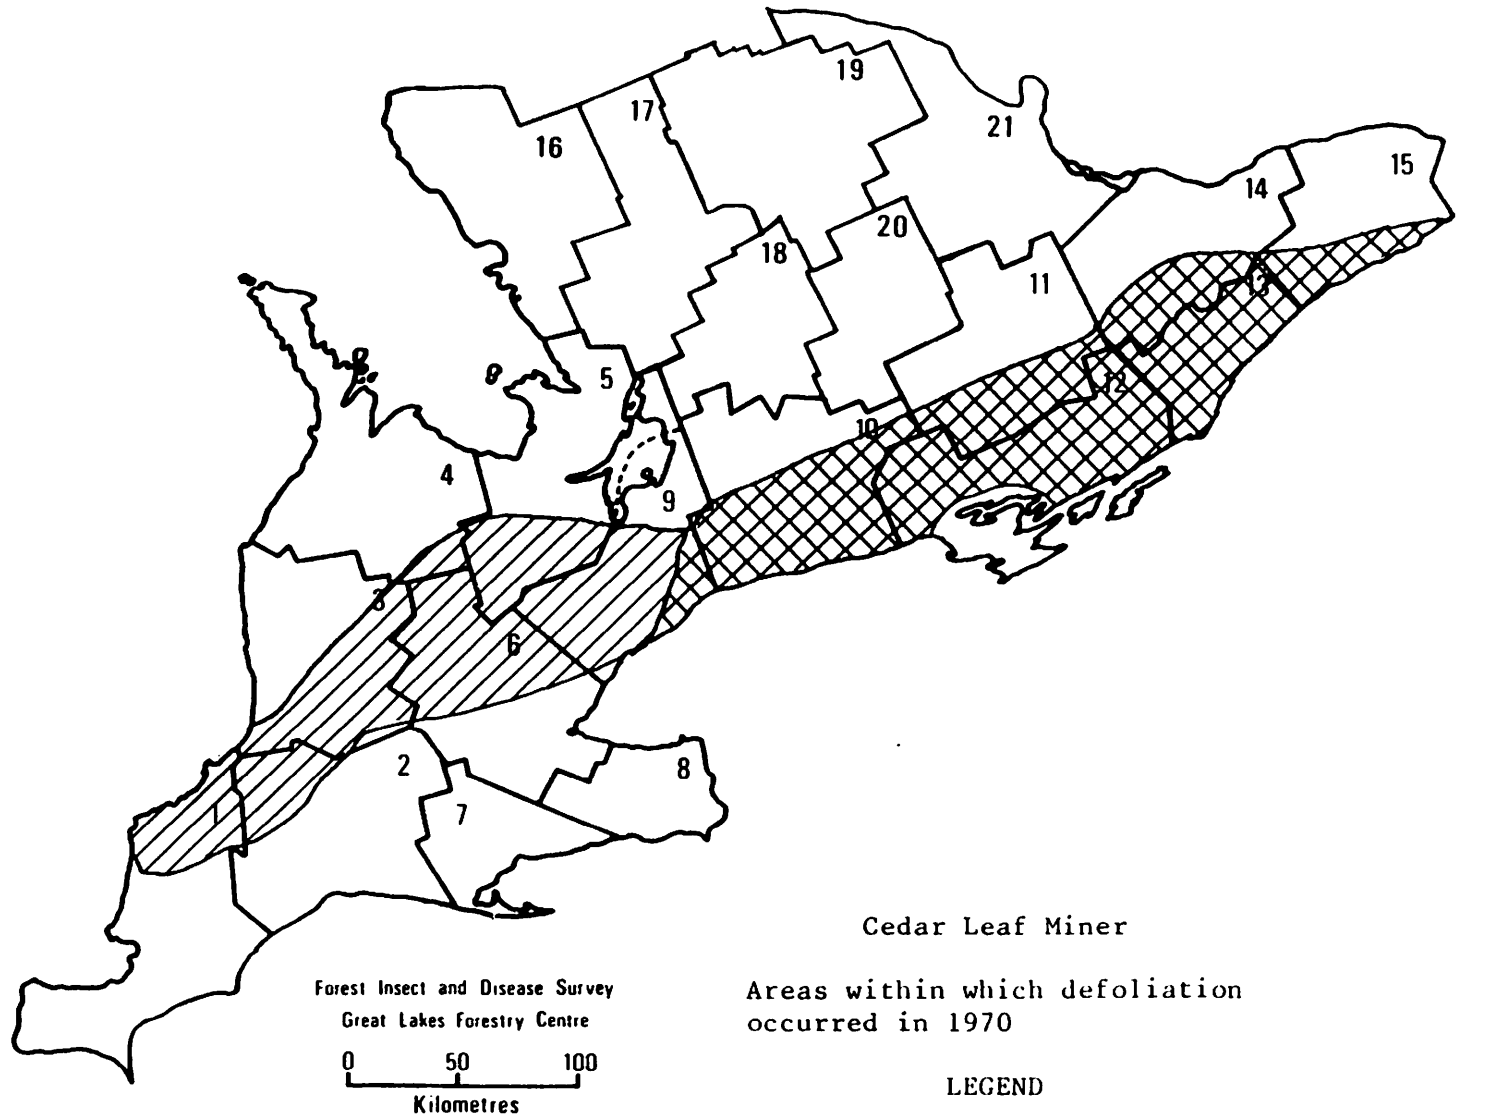 19
17
21
16
15
14
20
18
11
13
5
12
10
4
9
3
6
2
8
1
7
Cedar Leaf Miner
Forest Insect and Disease Survey
Areas within which defoliation
Great Lakes Forestry Centre
occurred in 1970
0 50 100
LEGEND
Kilometres